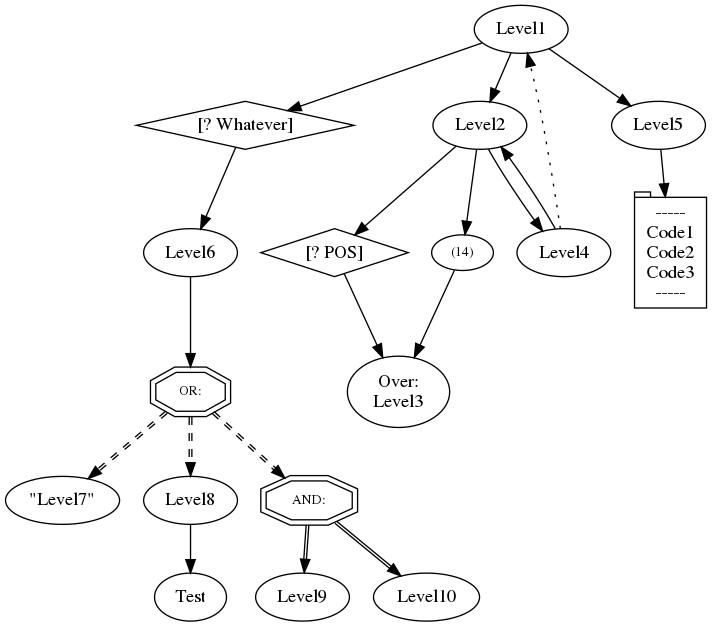 Level1
[? Whatever]
Level2
Level5
-----
Code1
Code2
Code3
-----
Level6
[? POS]
(14)
Level4
OR:
Over:
Level3
"Level7"
Level8
AND:
Test
Level9
Level10